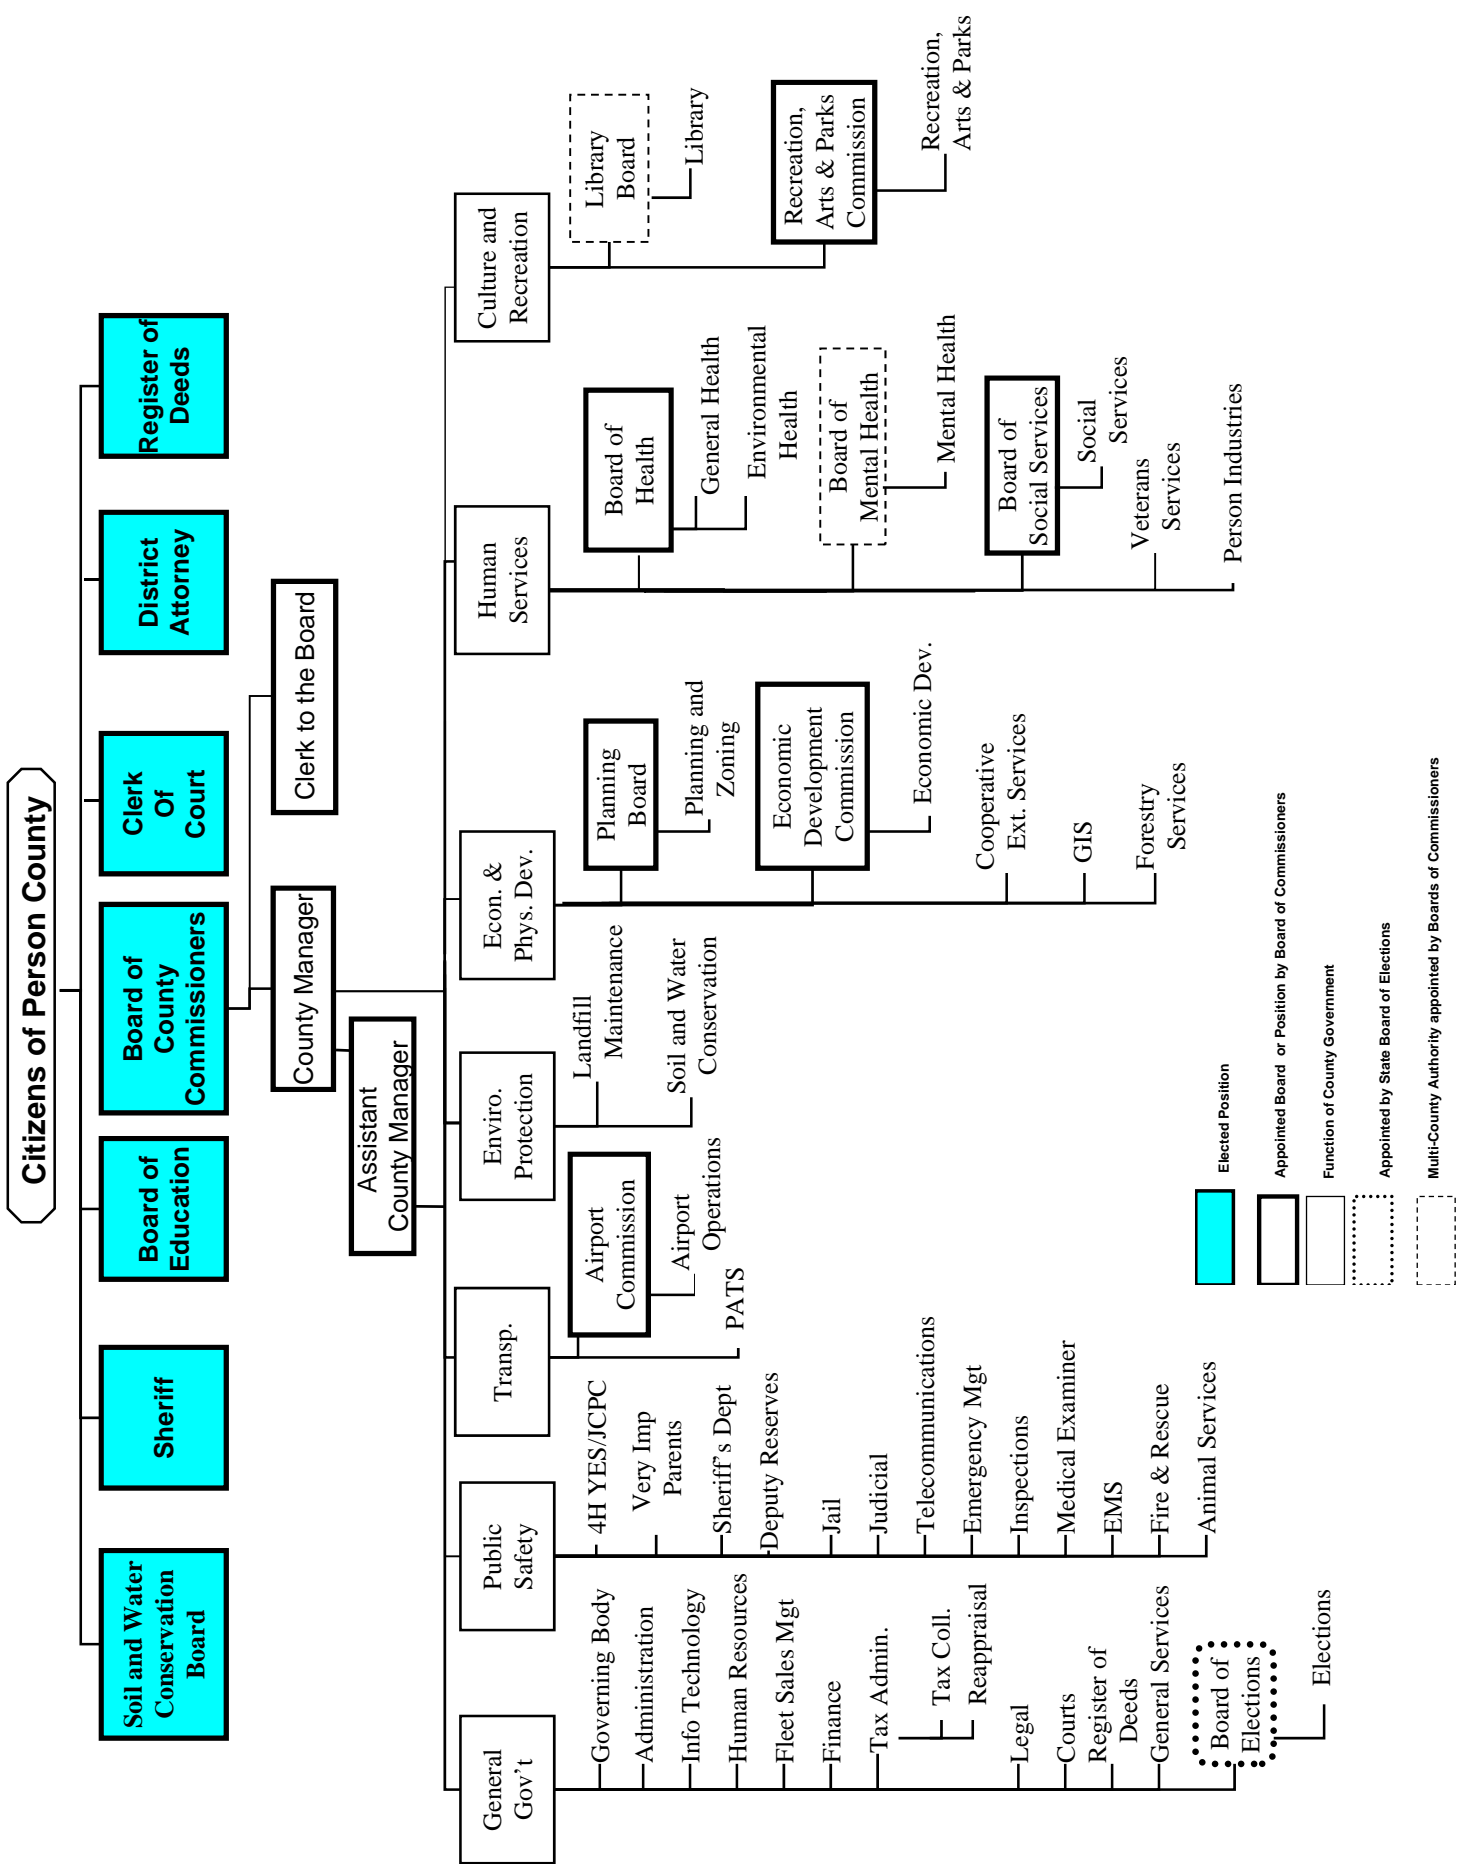 Citizens of Person County
Soil and Water
Conservation
Board
Sheriff
Board of
Education
Board of
County
Commissioners
Clerk
Of
Court
District
Attorney
Register of
Deeds
County Manager
Clerk to the Board
Assistant
County Manager
General
Gov't
Public
Safety
Transp.
Enviro.
Protection
Econ. &
Phys. Dev.
Human
Services
Culture and
Recreation
Governing Body
Administration
Info Technology
Human Resources
Fleet Sales Mgt
Finance
Tax Admin.
Tax Coll.
Reappraisal
Legal
Courts
Register of
Deeds
General Services
Board of
Elections
Elections
4H YES/JCPC
Very Imp
Parents
Sheriff's Dept
Deputy Reserves
Jail
Judicial
Telecommunications
Emergency Mgt
Inspections
Medical Examiner
EMS
Fire & Rescue
Animal Services
Airport
Commission
Airport
Operations
PATS
Landfill
Maintenance
Soil and Water
Conservation
Planning
Board
Planning and
Zoning
Economic
Development
Commission
Economic Dev.
Cooperative
Ext. Services
GIS
Forestry
Services
Board of
Health
General Health
Environmental
Health
Board of
Mental Health
Mental Health
Board of
Social Services
Social
Services
Veterans
Services
Person Industries
Library
Board
Library
Recreation,
Arts & Parks
Commission
Recreation,
Arts & Parks
Elected Position
Appointed Board or Position by Board of Commissioners
Function of County Government
Appointed by State Board of Elections
Multi-County Authority appointed by Boards of Commissioners